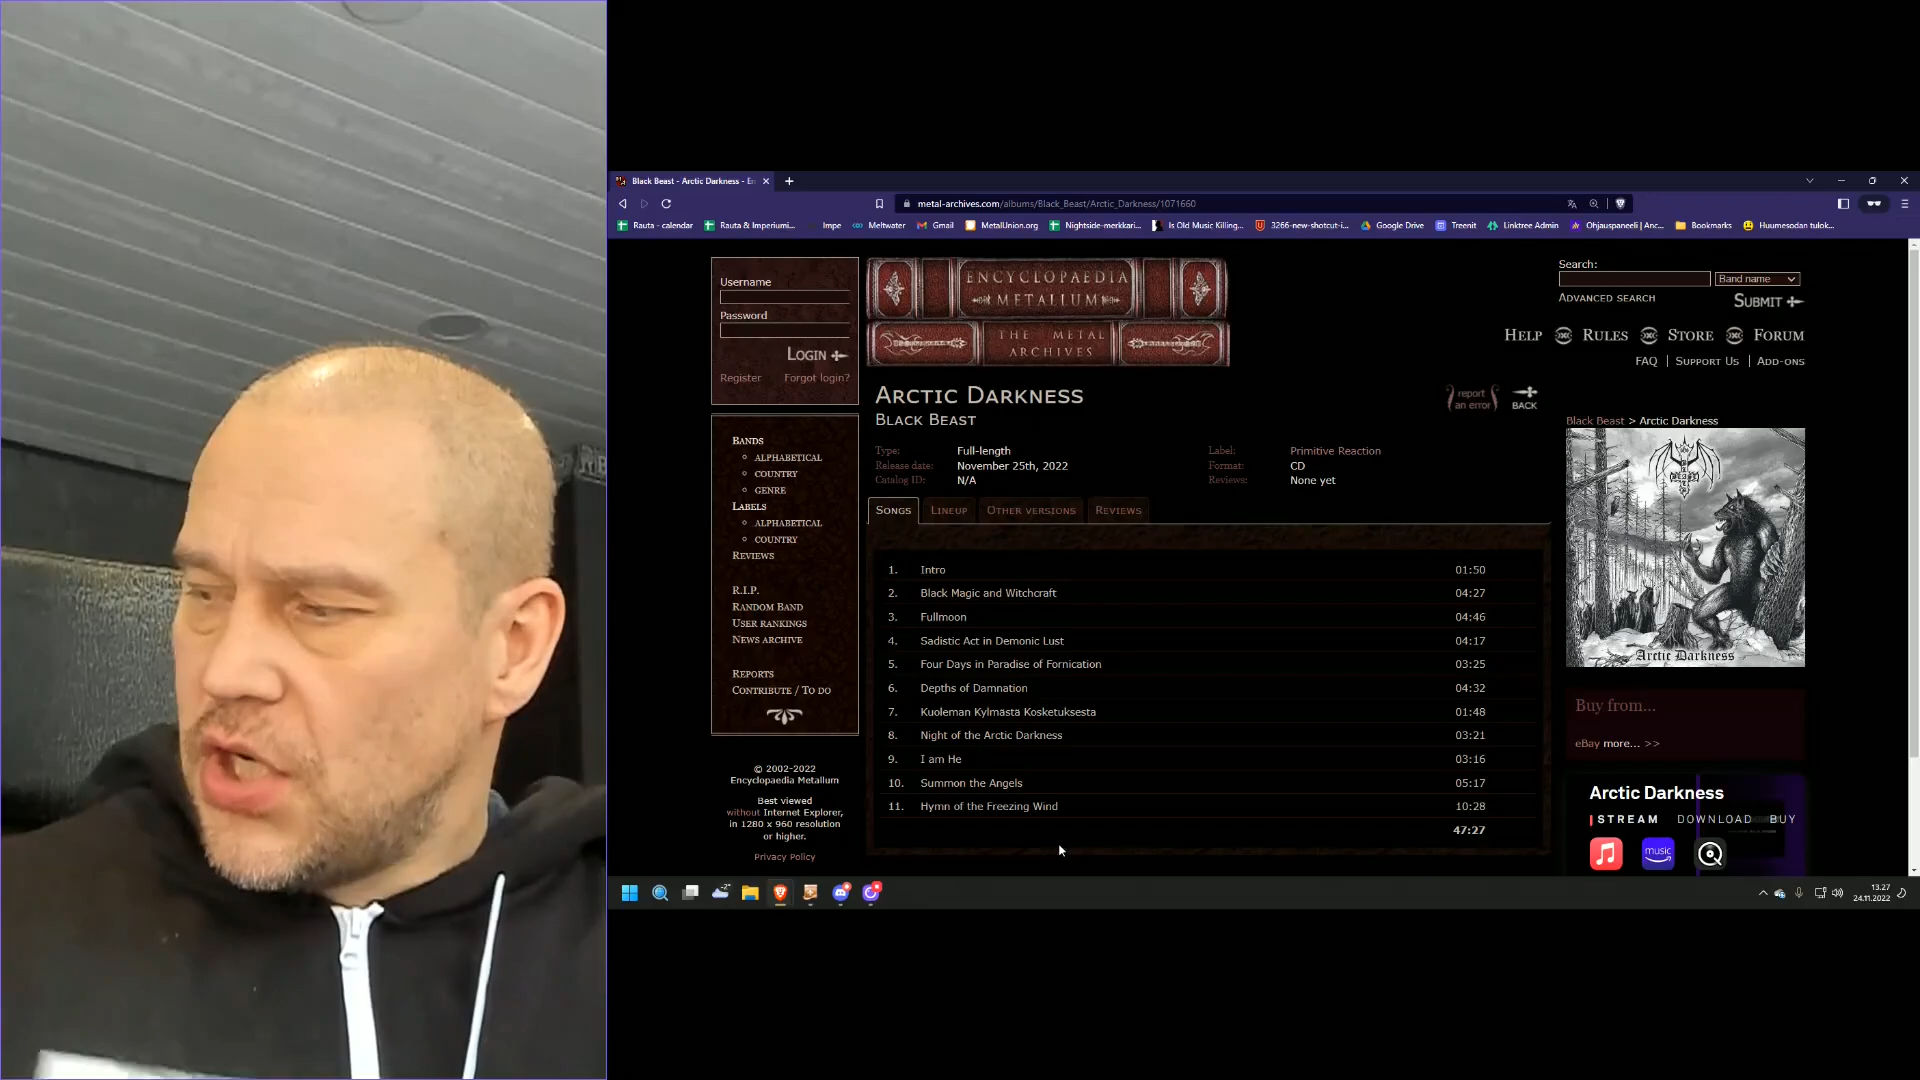 Black Beast - Arctic Darkness - En
metal-archives.com/albums/Black_Beast/Arctic_Darkness/1071660
Rauta - calendar
Rauta & Imperiumi...
Impe
Meltwater
Gmail
MetalUnion.org
Nightside-merkkari...
Is Old Music Killing...
3266-new-shotcut-i...
Google Drive
Treenit
Linktree Admin
Ohjauspaneeli | Anc...
Bookmarks
Huumesodan tulok...
Username
Password
LOGIN
Register Forgot login?
ENCYCLOPAEDIA
METALLUM
THE METAL
ARCHIVES
Search:
Band name
ADVANCED SEARCH
SUBMIT
HELP RULES STORE FORUM
FAQ | SUPPORT US | ADD-ONS
BANDS
ALPHABETICAL
COUNTRY
GENRE
LABELS
ALPHABETICAL
COUNTRY
REVIEWS
R.I.P.
RANDOM BAND
USER RANKINGS
NEWS ARCHIVE
REPORTS
CONTRIBUTE / TO DO
© 2002-2022
Encyclopaedia Metallum
Best viewed
without Internet Explorer,
in 1280 x 960 resolution
or higher.
Privacy Policy
ARCTIC DARKNESS
BLACK BEAST
report
an error
BACK
Type: Full-length
Release date: November 25th, 2022
Catalog ID: N/A
Label: Primitive Reaction
Format: CD
Reviews: None yet
SONGS LINEUP OTHER VERSIONS REVIEWS
1. Intro 01:50
2. Black Magic and Witchcraft 04:27
3. Fullmoon 04:46
4. Sadistic Act in Demonic Lust 04:17
5. Four Days in Paradise of Fornication 03:25
6. Depths of Damnation 04:32
7. Kuoleman Kylmästä Kosketuksesta 01:48
8. Night of the Arctic Darkness 03:21
9. I am He 03:16
10. Summon the Angels 05:17
11. Hymn of the Freezing Wind 10:28
47:27
Black Beast > Arctic Darkness
Arctic Darkness
Buy from...
eBay more... >>
Arctic Darkness
STREAM DOWNLOAD BUY
music
13.27
24.11.2022